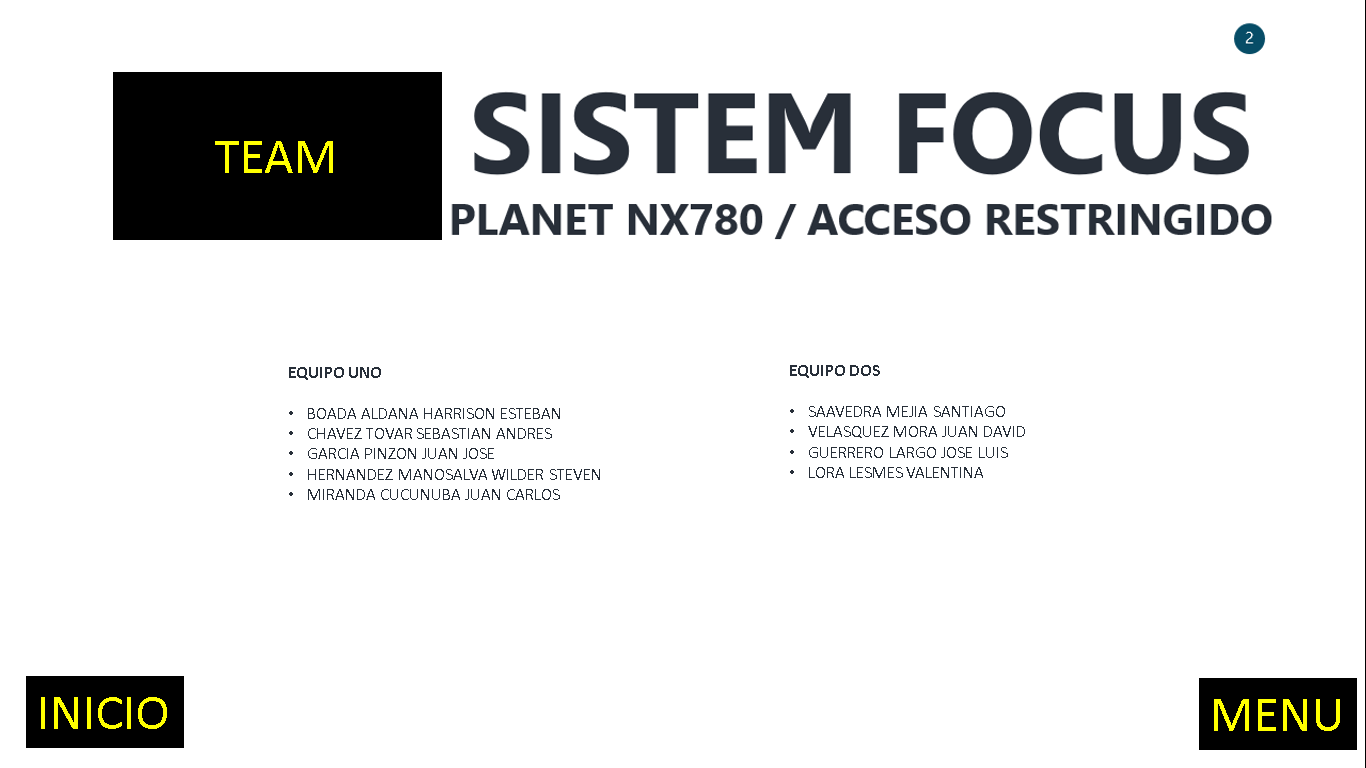 2
TEAM
SISTEM FOCUS
PLANET NX780 / ACCESO RESTRINGIDO
EQUIPO UNO
• BOADA ALDANA HARRISON ESTEBAN
• CHAVEZ TOVAR SEBASTIAN ANDRES
• GARCIA PINZON JUAN JOSE
• HERNANDEZ MANOSALVA WILDER STEVEN
• MIRANDA CUCUNUBA JUAN CARLOS
EQUIPO DOS
• SAAVEDRA MEJIA SANTIAGO
• VELASQUEZ MORA JUAN DAVID
• GUERRERO LARGO JOSE LUIS
• LORA LESMES VALENTINA
INICIO
MENU